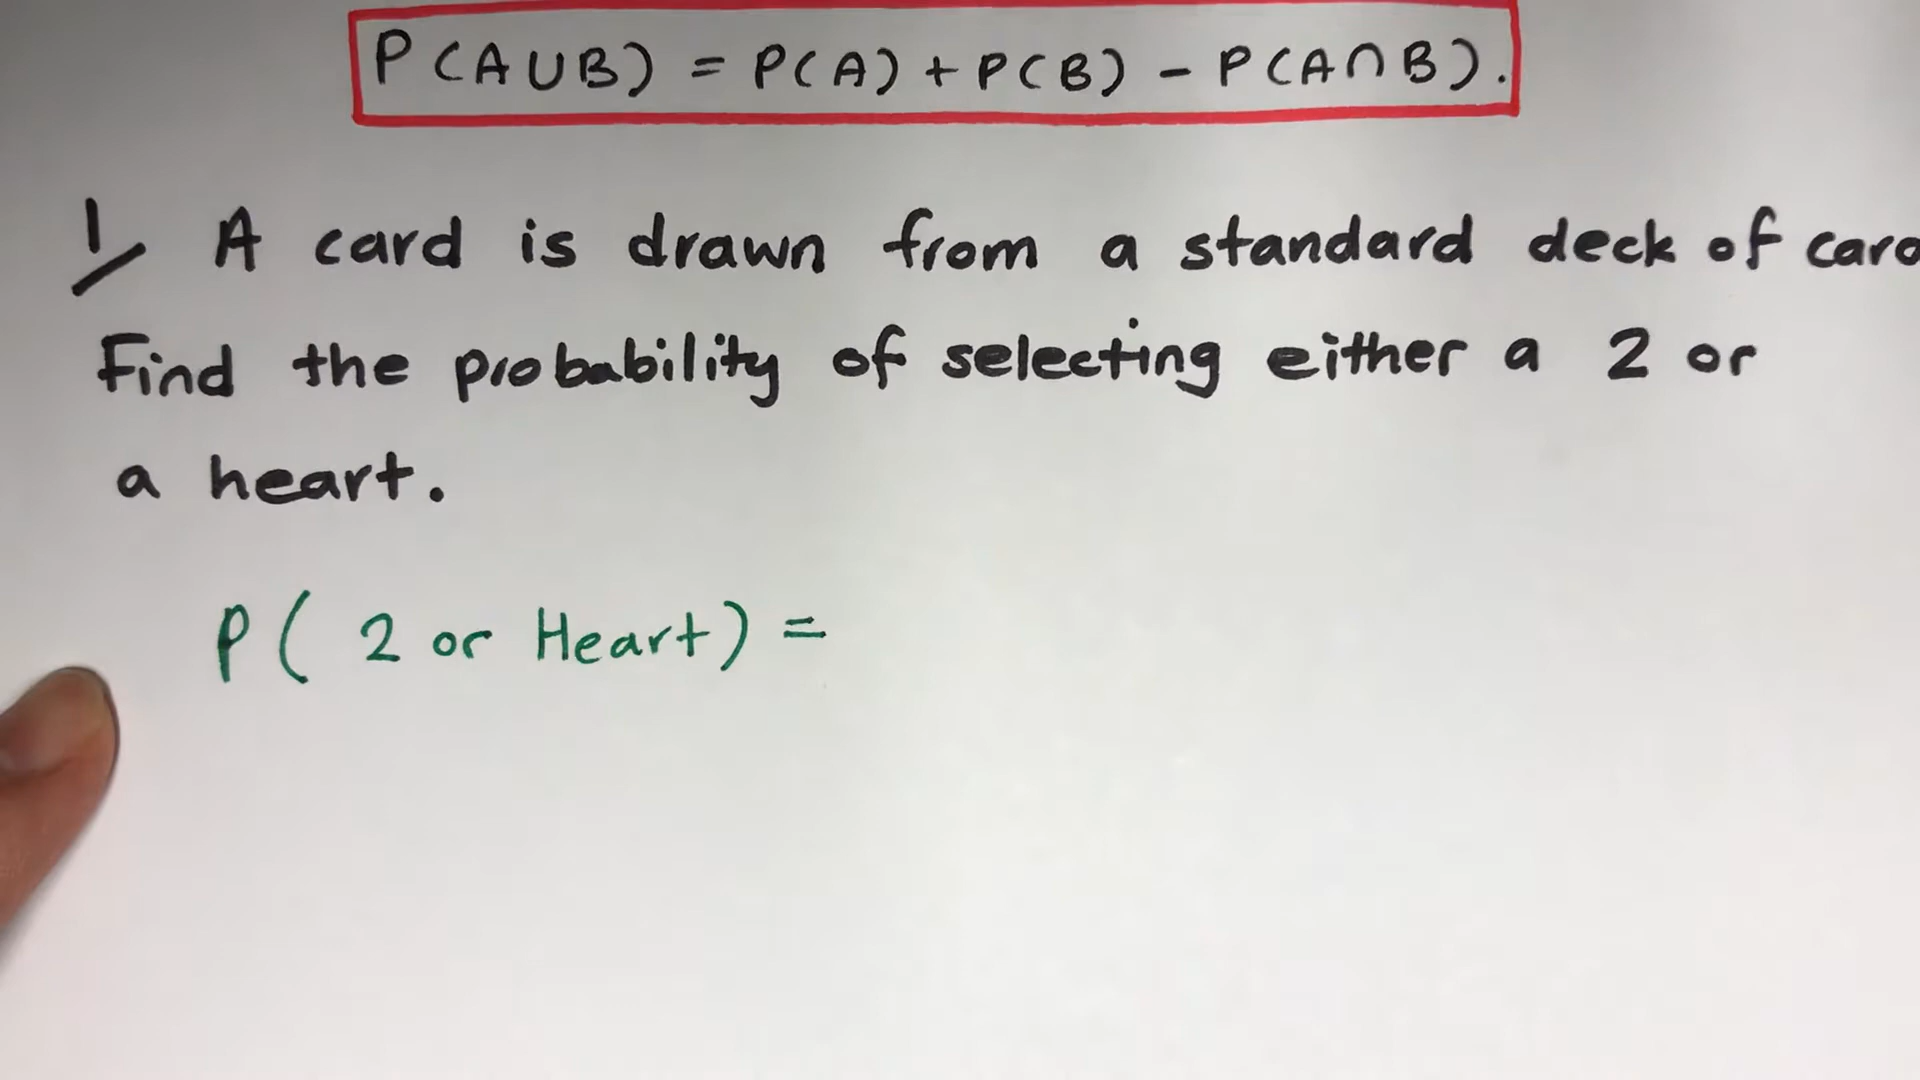 P(A∪B) = P(A) + P(B) - P(A∩B).
1/ A card is drawn from a standard deck of card
Find the probability of selecting either a 2 or
a heart.
P( 2 or Heart) =